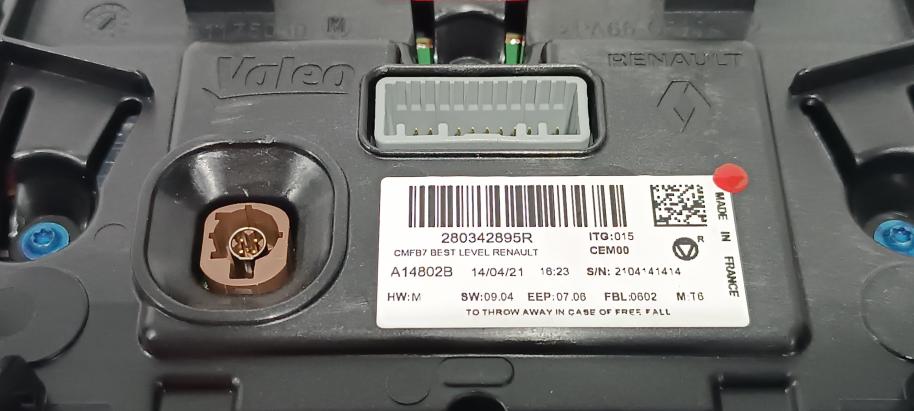 Valeo
RENAULT
280342895R
ITG:015
CMFB7 BEST LEVEL RENAULT
CEM00
R
A14802B 14/04/21 16:23 S/N: 2104141414
HW:M SW:09.04 EEP:07.06 FBL:0602 M:T6
TO THROW AWAY IN CASE OF FREE FALL
MADE IN FRANCE